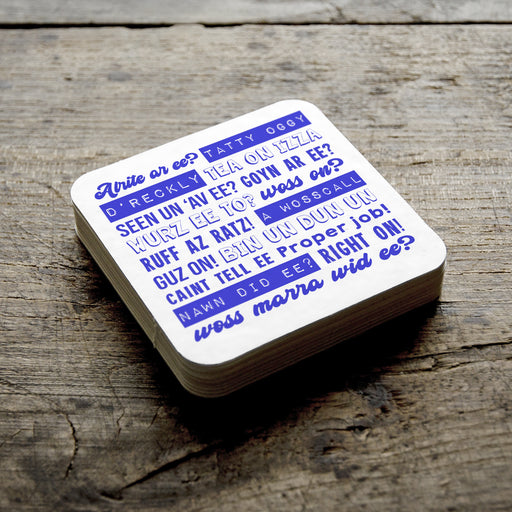 Alrite ar ee? TATTY OGGY
D'RECKLY TEA ON IZZA
SEEN UN 'AV EE? GOYN AR EE?
WURZ EE TO? woss on?
RUFF AZ RATZ! A WOSSCALL
GUZ ON! BIN UN DUN UN
CAINT TELL EE Proper job!
NAWN DID EE? RIGHT ON!
woss marra wid ee?